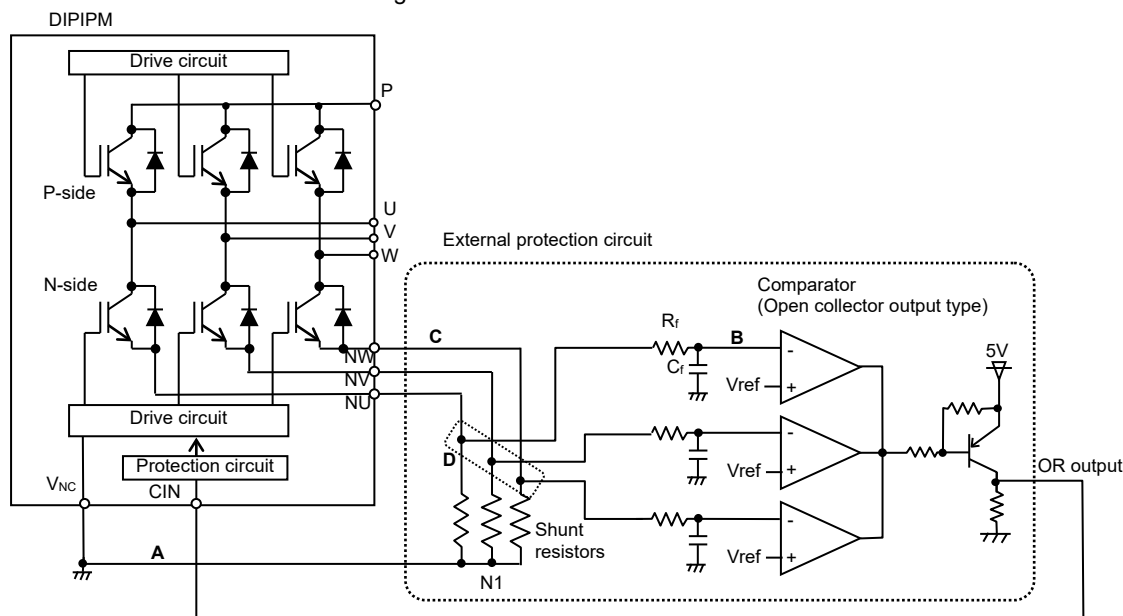 DIPIPM
Drive circuit
P
P-side
U
V
W
N-side
External protection circuit
Comparator
(Open collector output type)
Rf
C
B
-
5V
NW
Cf
Vref
+
NV
NU
Drive circuit
-
D
Protection circuit
Vref
+
OR output
VNC
CIN
-
Shunt
resistors
A
Vref
+
N1